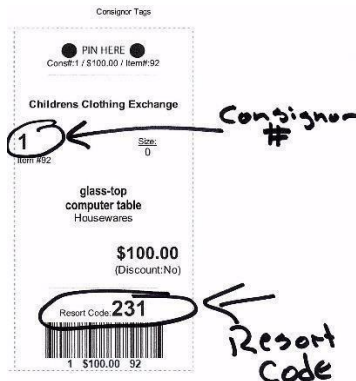 Consignor Tags
PIN HERE
Cons#:1 / $100.00 / Item#:92
Childrens Clothing Exchange
Consignor
#
1
Size:
0
Item #92
glass-top
computer table
Housewares
$100.00
(Discount:No)
Resort Code:231
Resort
Code
1 $100.00 92